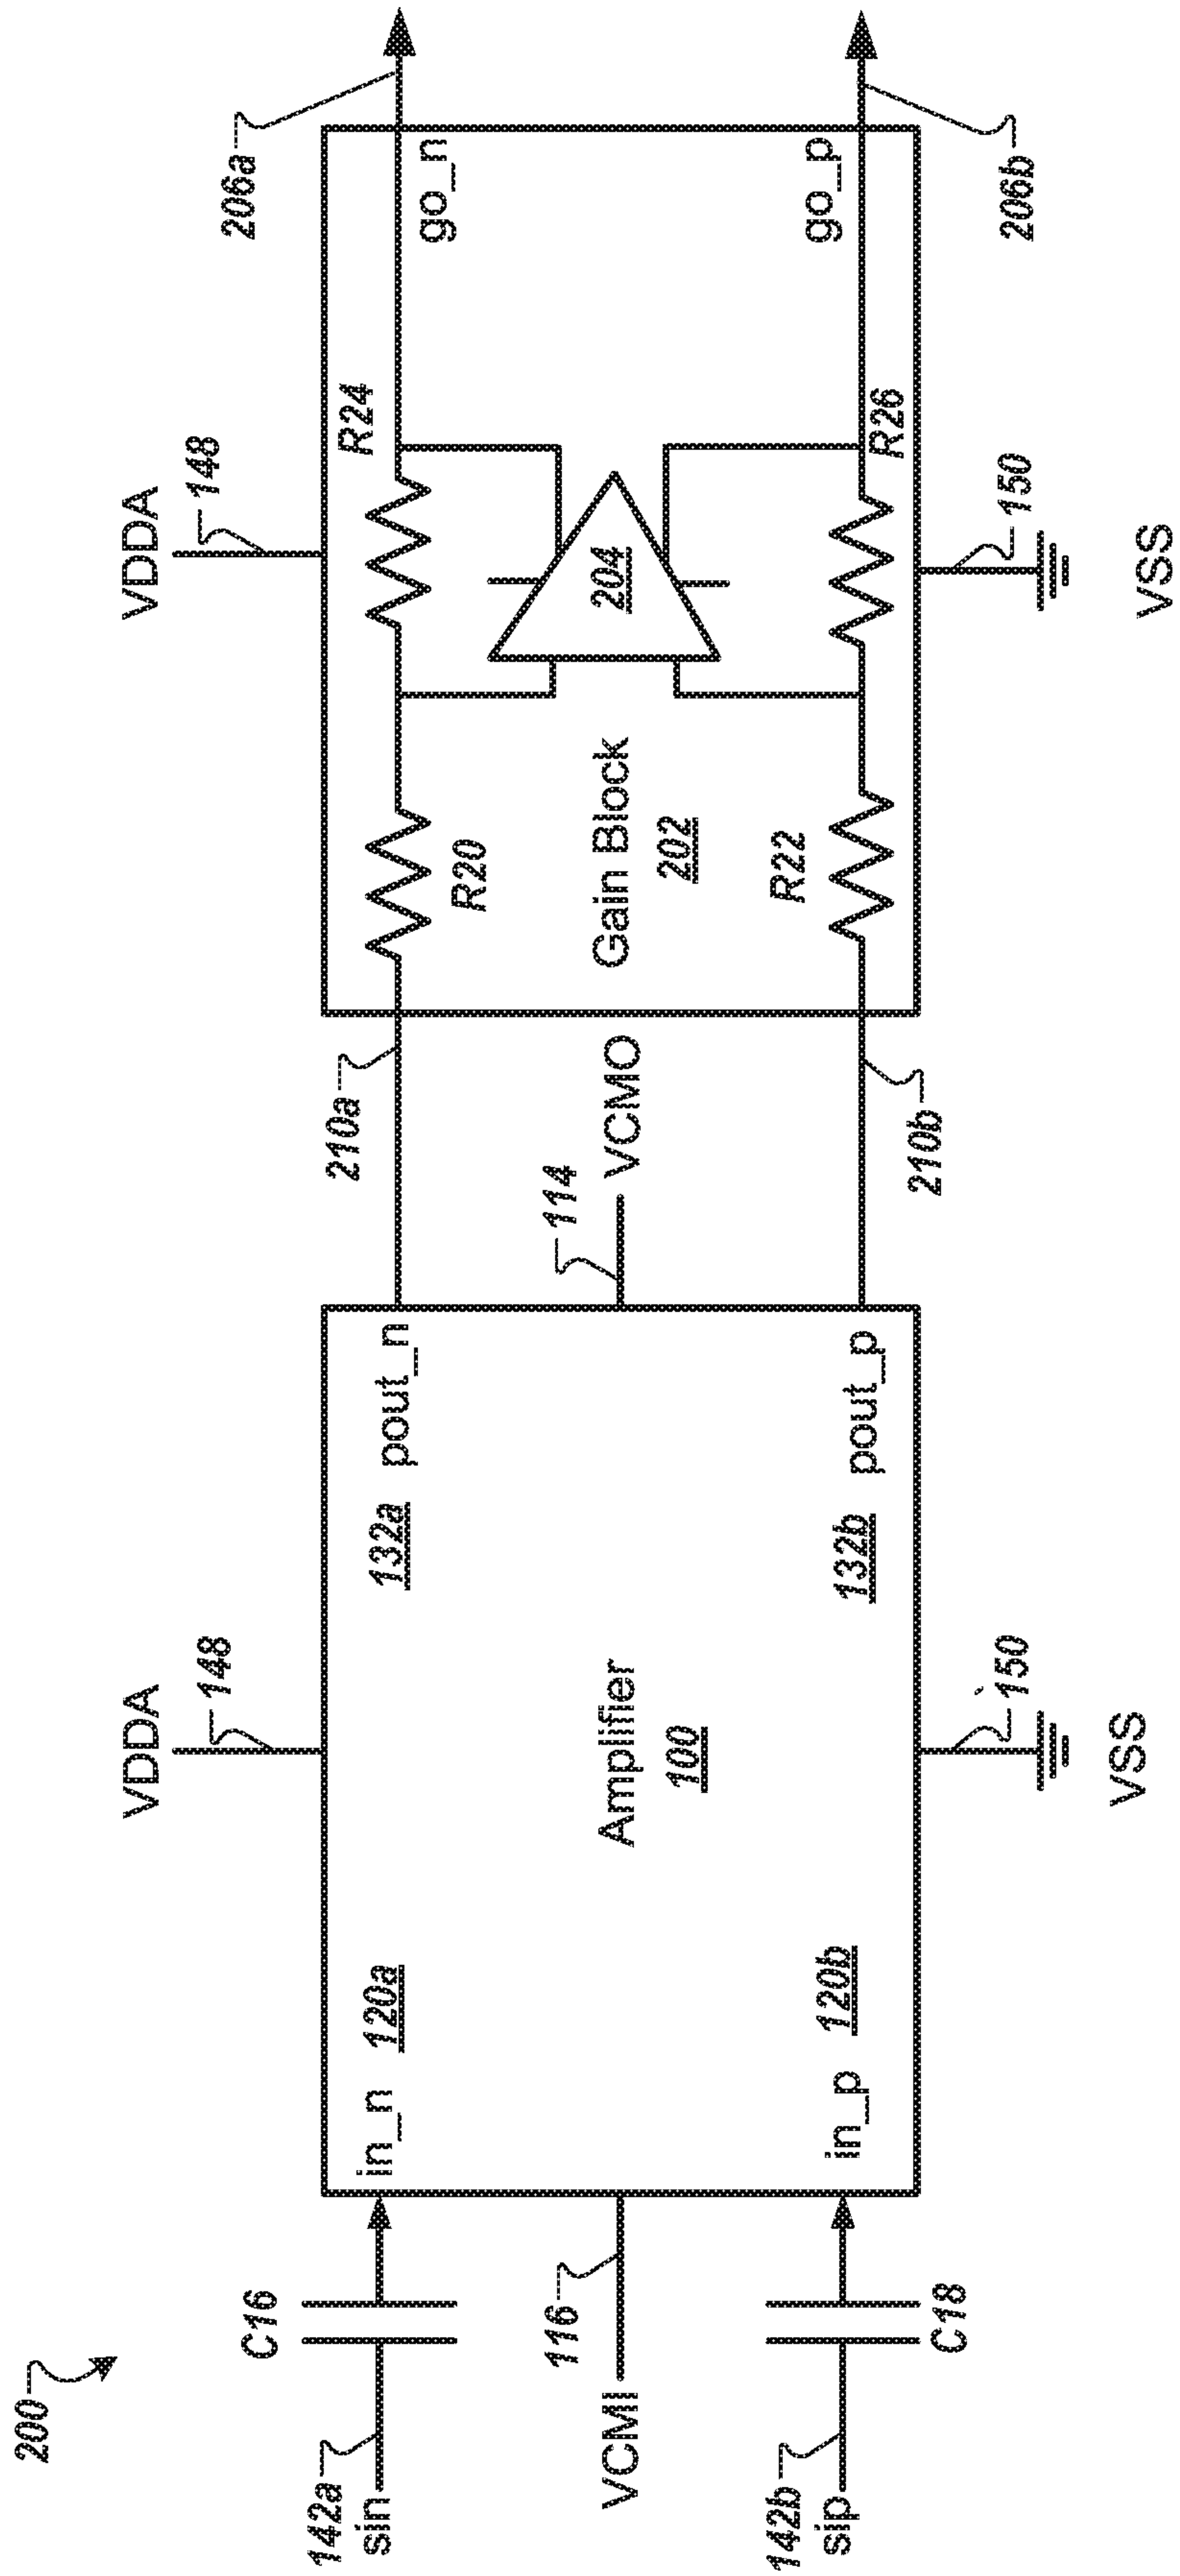 200
142a
sin
C16
VCMI
116
142b
sip
C18
VDDA
148
in_n
120a
132a
pout_n
Amplifier
100
in_p
120b
132b
pout_p
150
VSS
210a
114
VCMO
210b
VDDA
148
R24
R20
go_n
206a
Gain Block
202
204
R22
R26
go_p
206b
150
VSS